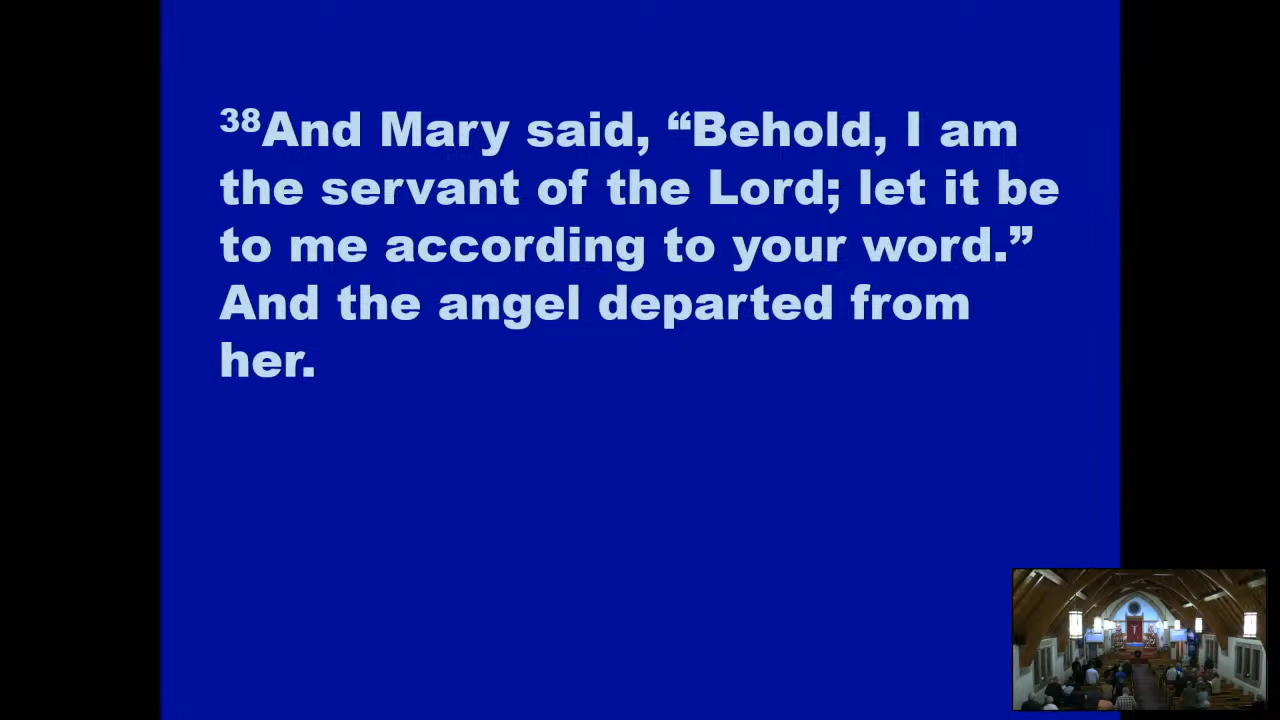 38And Mary said, “Behold, I am
the servant of the Lord; let it be
to me according to your word.”
And the angel departed from
her.